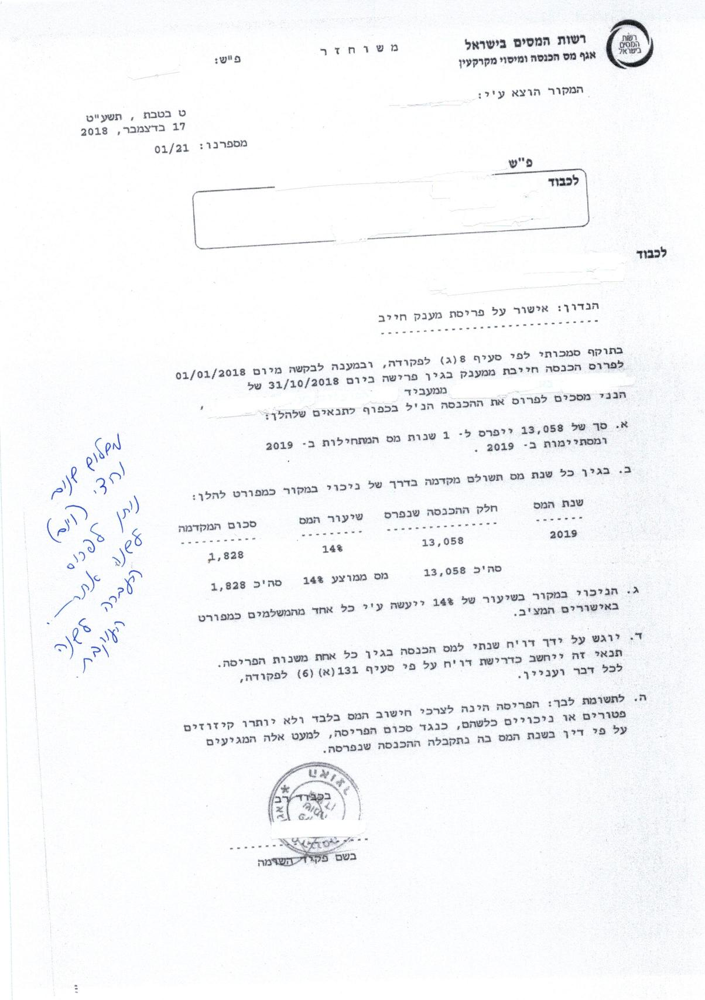 רשות המסים בישראל
רשות המסים בישראל
אגף מס הכנסה ומיסוי מקרקעין
משוחזר
פ"ש:
המקור הוצא ע'י:
ט בטבת , תשע"ט
17 בדצמבר, 2018
מספרנו: 01/21
פ"ש
לכבוד
לכבוד
הנדון: אישור על פריסת מענק חייב
בתוקף סמכותי לפי סעיף 8(ג) לפקודה, ובמענה לבקשה מיום 01/01/2018
לפרוס הכנסה חייבת ממענק בגין פרישה ביום 31/10/2018 של
ממעביד ,
הנני מסכים לפרוס את ההכנסה הנ'ל בכפוף לתנאים שלהלן:
א. סך של 13,058 ייפרס ל- 1 שנות מס המתחילות ב- 2019
ומסתיימות ב- 2019 .
ב. בגין כל שנת מס תשולם מקדמה בדרך של ניכוי במקור כמפורט להלן:
שנת המס חלק ההכנסה שנפרס שיעור המס סכום המקדמה
2019 13,058 14% 1,828
סה'כ 13,058 מס ממוצע 14% סה'כ 1,828
ג. הניכוי במקור בשיעור של 14% ייעשה ע'י כל אחד מהמשלמים כמפורט
באישורים המצ'ב.
ד. יוגש על ידך דו'ח שנתי למס הכנסה בגין כל אחת משנות הפריסה.
תנאי זה ייחשב כדרישת דו'ח על פי סעיף 131(א)(6) לפקודה,
לכל דבר ועניין.
ה. לתשומת לבך: הפריסה הינה לצרכי חישוב המס בלבד ולא יותרו קיזוזים
פטורים או ניכויים כלשהם, כנגד סכום הפריסה, למעט אלה המגיעים
על פי דין בשנת המס בה נתקבלה ההכנסה שנפרסה.
בכבוד רב
בשם פקיד השומה
שנים
וחצי
ניתן לפרוס
לשנה אחת
העברה לשנה